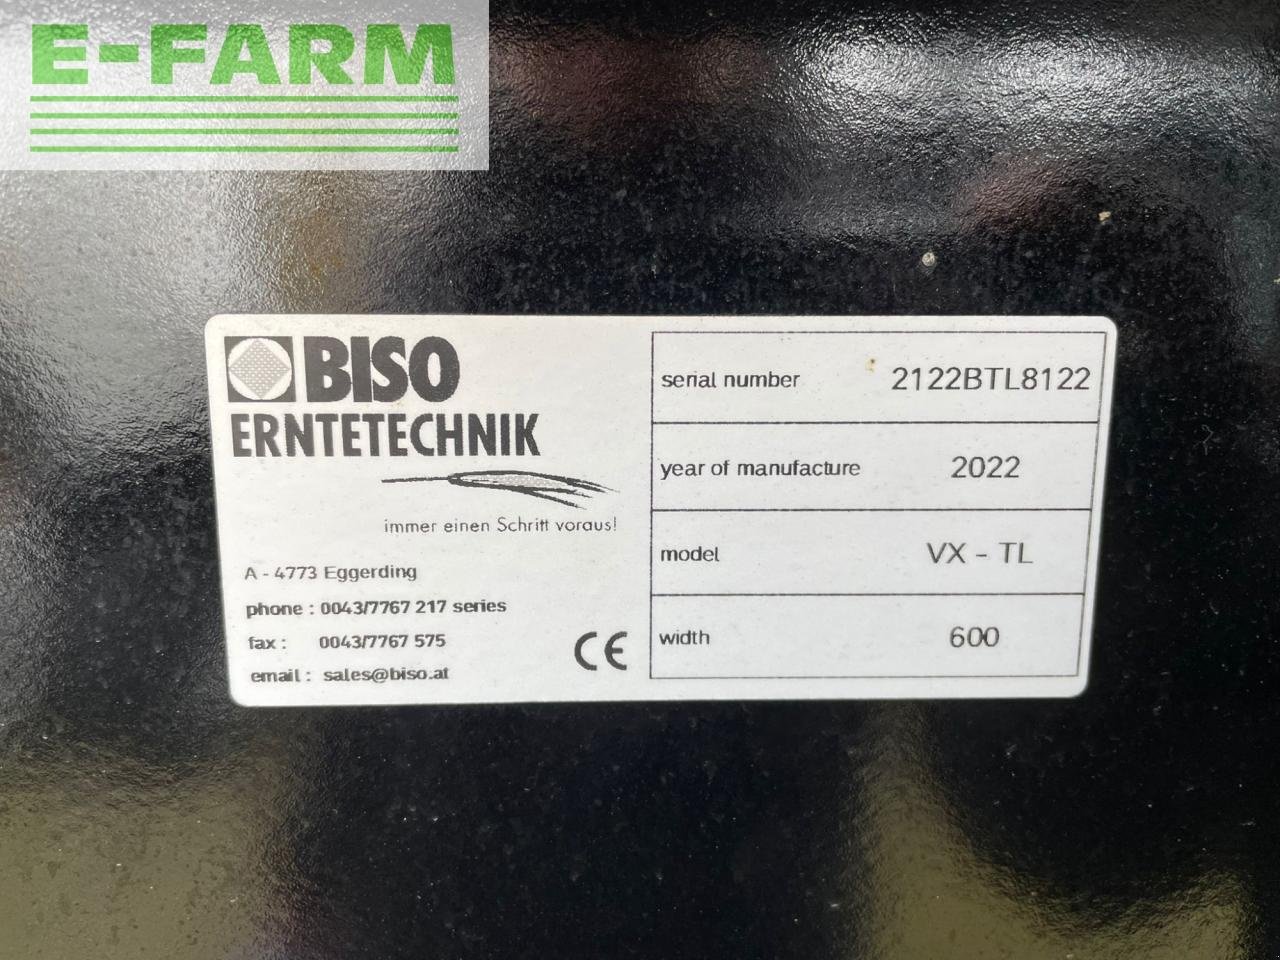 E-FARM
BISO
ERNTETECHNIK
immer einen Schritt voraus!
A - 4773 Eggerding
phone : 0043/7767 217 series
fax : 0043/7767 575
email : sales@biso.at
CE
serial number 2122BTL8122
year of manufacture 2022
model VX - TL
width 600